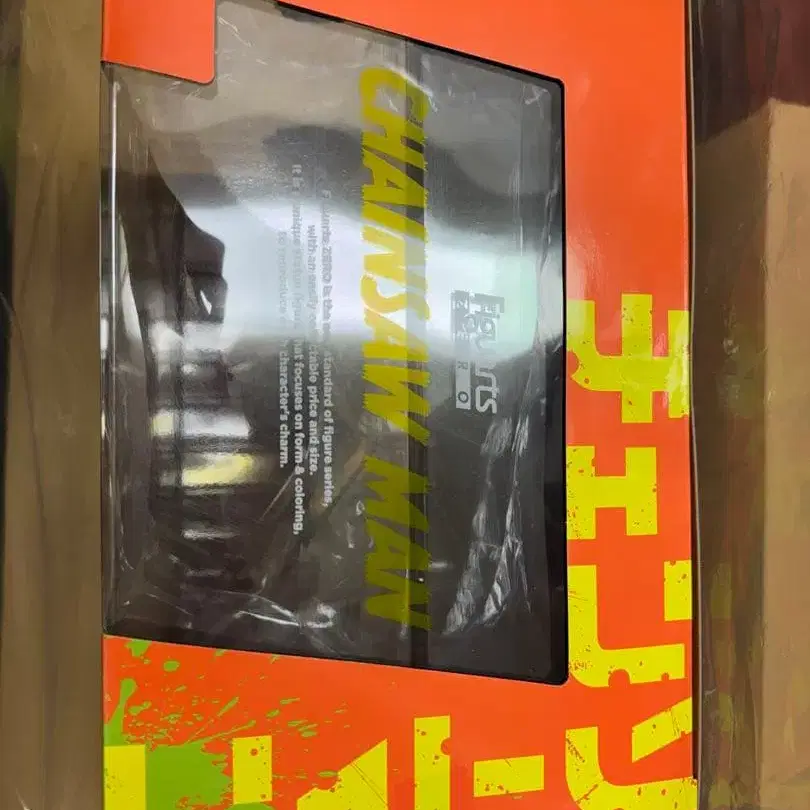 Figuarts
ZERO
CHAINSAW MAN
Figuarts ZERO is the new standard of figure series,
with an easily collectable price and size.
It is a unique statue figure that focuses on form & coloring,
to reproduce each character's charm.
チェンソ